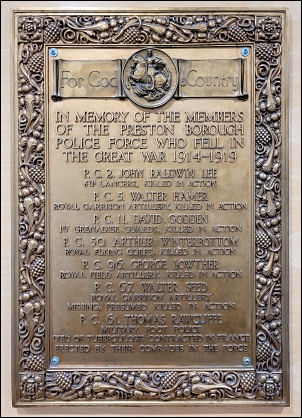 For God & Country
IN MEMORY OF THE MEMBERS
OF THE PRESTON BOROUGH
POLICE FORCE WHO FELL IN
THE GREAT WAR 1914-1919
P.C. 2. JOHN BALDWIN LEE
6TH LANCERS, KILLED IN ACTION
P.C. 5. WALTER HAMER
ROYAL GARRISON ARTILLERY, KILLED IN ACTION
P.C. 11. DAVID GODDEN
1ST GRENADIER GUARDS, KILLED IN ACTION
P.C. 50. ARTHUR WINTERBOTTOM
ROYAL FLYING CORPS, KILLED IN ACTION
P.C. 96. GEORGE LOWTHER
ROYAL FIELD ARTILLERY, KILLED IN ACTION
P.C. 67. WALTER SEED
ROYAL GARRISON ARTILLERY,
MISSING, PRESUMED KILLED IN ACTION
P.C. 61. THOMAS RAWCLIFFE
MILITARY FOOT POLICE
DIED OF TUBERCULOSIS CONTRACTED IN FRANCE
ERECTED BY THEIR COMRADES IN THE FORCE